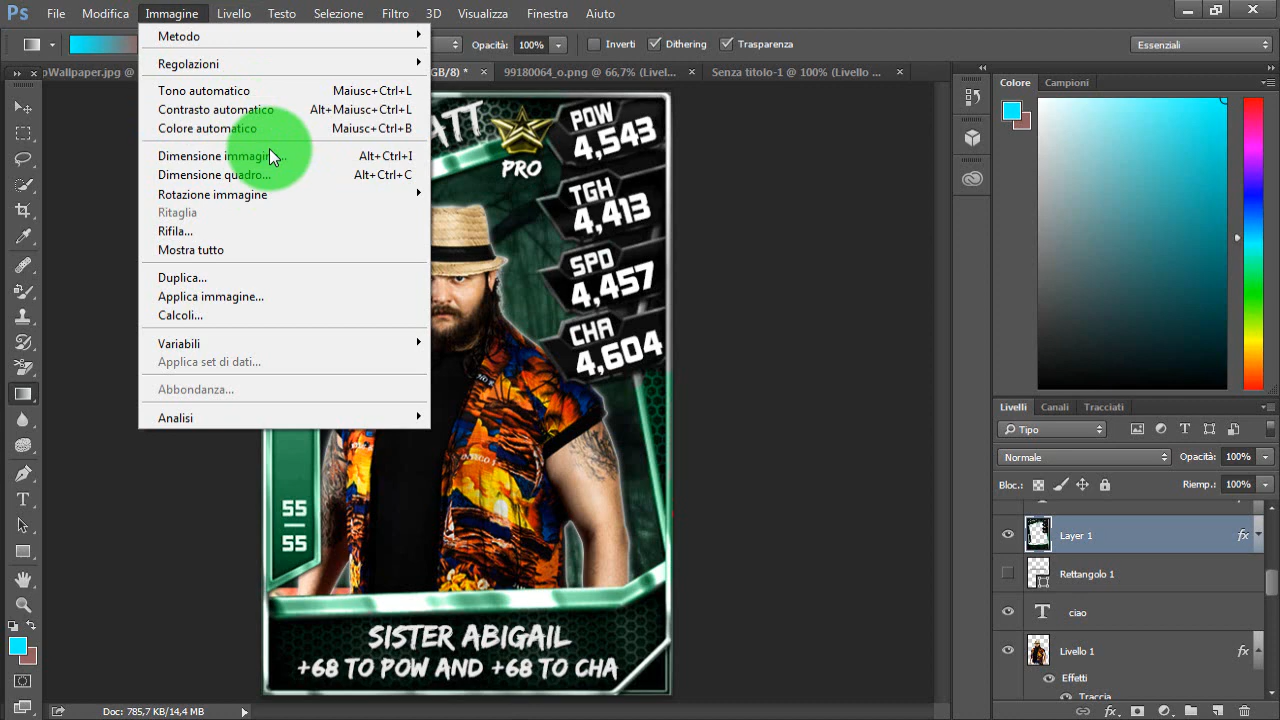 Ps File Modifica Immagine Livello Testo Selezione Filtro 3D Visualizza Finestra Aiuto
Opacità: 100% Inverti Dithering Trasparenza Essenziali
pWallpaper.jpg @ GB/8) * 99180064_o.png @ 66,7% (Livel... Senza titolo-1 @ 100% (Livello ...
Metodo
Regolazioni
Tono automatico Maiusc+Ctrl+L
Contrasto automatico Alt+Maiusc+Ctrl+L
Colore automatico Maiusc+Ctrl+B
Dimensione immagine... Alt+Ctrl+I
Dimensione quadro... Alt+Ctrl+C
Rotazione immagine
Ritaglia
Rifila...
Mostra tutto
Duplica...
Applica immagine...
Calcoli...
Variabili
Applica set di dati...
Abbondanza...
Analisi
ATT
PRO
POW
4,543
TGH
4,413
SPD
4,457
CHA
4,604
55
55
SISTER ABIGAIL
+68 TO POW AND +68 TO CHA
Colore Campioni
Livelli Canali Tracciati
Tipo
Normale Opacità: 100%
Bloc.: Riemp.: 100%
Layer 1 fx
Rettangolo 1
T ciao
Livello 1 fx
Effetti
Traccia
Doc: 785,7 KB/14,4 MB